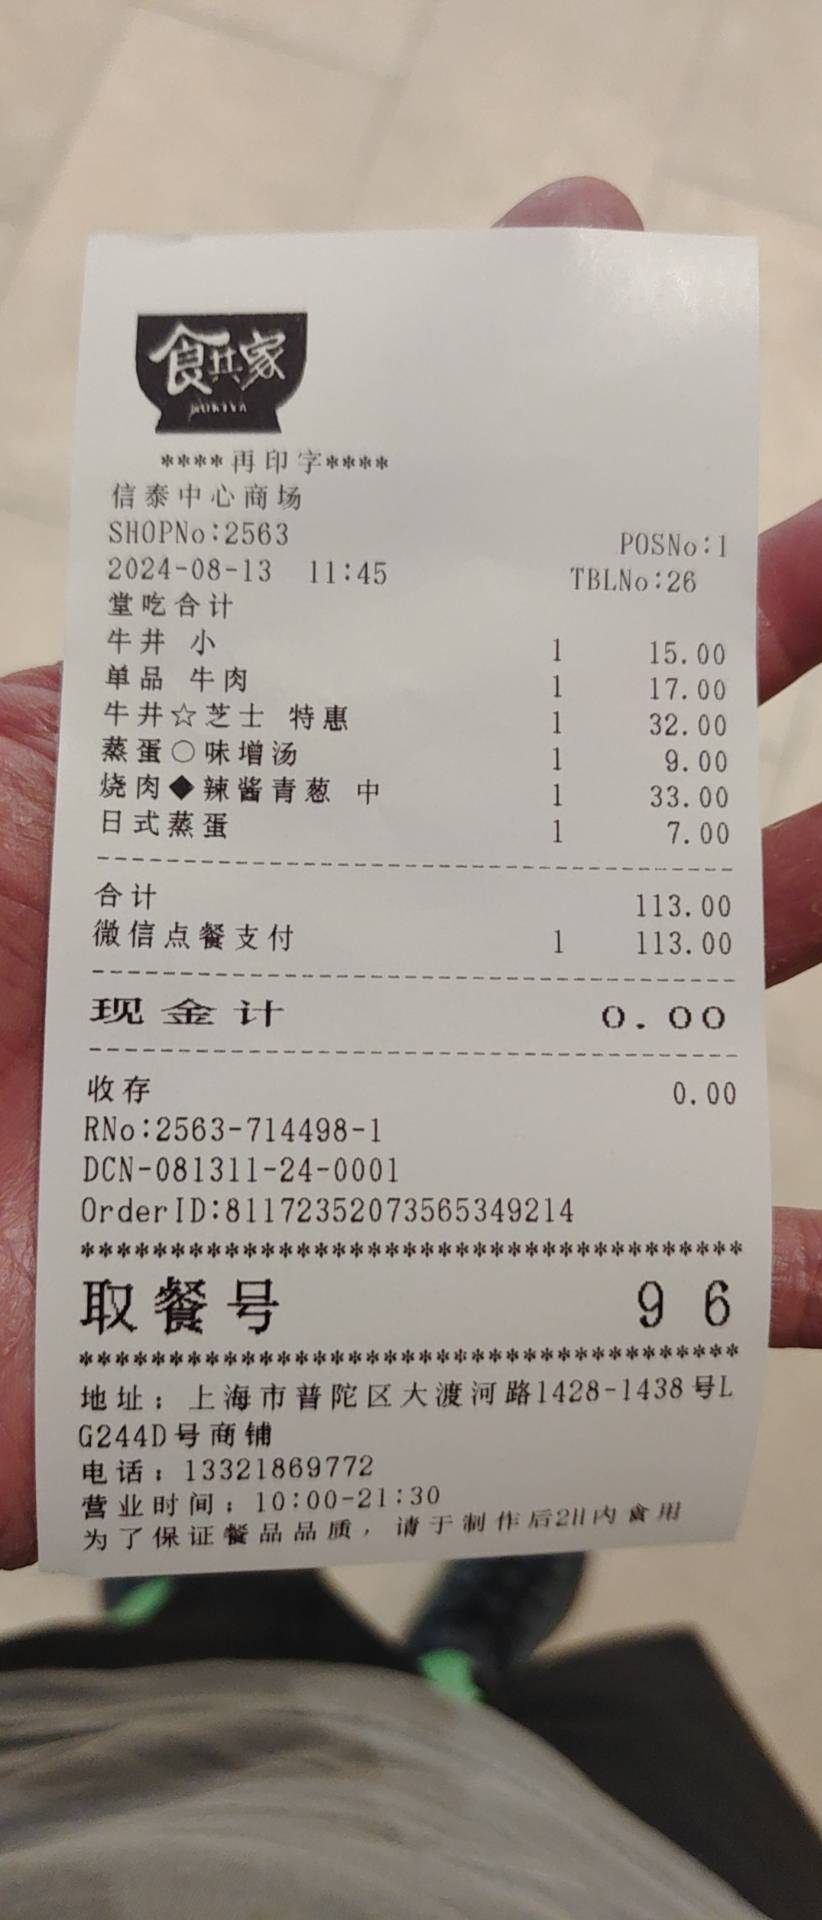 食其家
SUKIYA
****再印字****
信泰中心商场
SHOPNo:2563 POSNo:1
2024-08-13 11:45 TBLNo:26
堂吃合计
牛丼 小 1 15.00
单品 牛肉 1 17.00
牛丼☆芝士 特惠 1 32.00
蒸蛋○味增汤 1 9.00
烧肉◆辣酱青葱 中 1 33.00
日式蒸蛋 1 7.00
合计 113.00
微信点餐支付 1 113.00
现金计 0.00
收存 0.00
RNo:2563-714498-1
DCN-081311-24-0001
OrderID:81172352073565349214
****************************************
取餐号 96
****************************************
地址：上海市普陀区大渡河路1428-1438号L
G244D号商铺
电话：13321869772
营业时间：10:00-21:30
为了保证餐品品质，请于制作后2H内食用